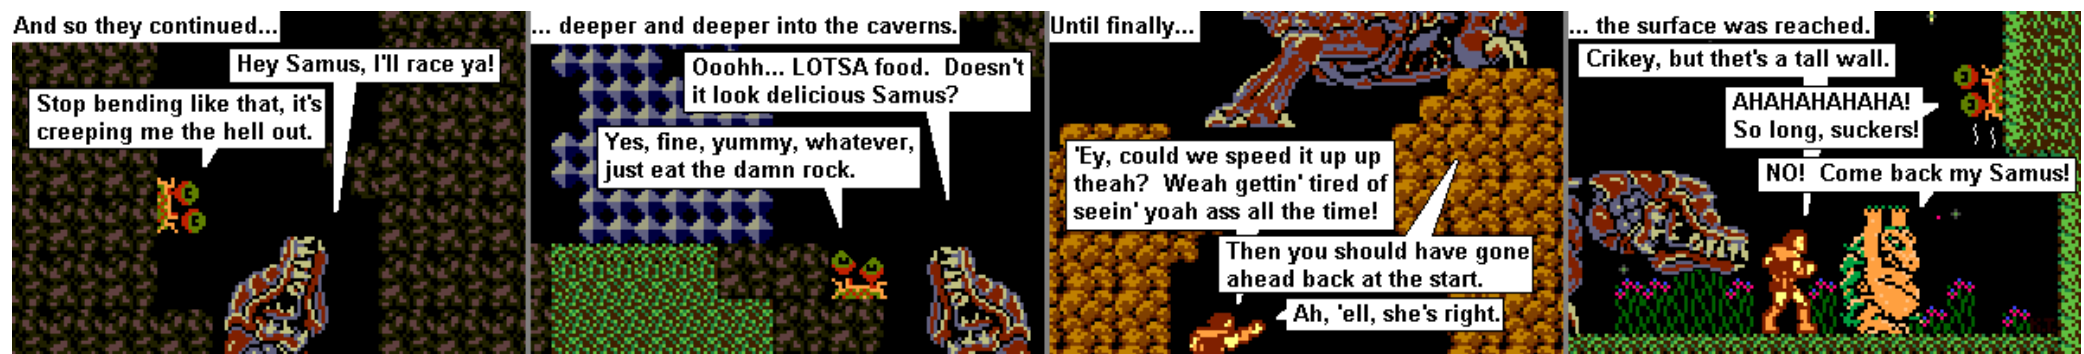 And so they continued...
Hey Samus, I'll race ya!
Stop bending like that, it's
creeping me the hell out.
... deeper and deeper into the caverns.
Ooohh... LOTSA food.  Doesn't
it look delicious Samus?
Yes, fine, yummy, whatever,
just eat the damn rock.
Until finally...
'Ey, could we speed it up up
theah?  Weah gettin' tired of
seein' yoah ass all the time!
Then you should have gone
ahead back at the start.
Ah, 'ell, she's right.
... the surface was reached.
Crikey, but thet's a tall wall.
AHAHAHAHAHA!
So long, suckers!
NO!  Come back my Samus!